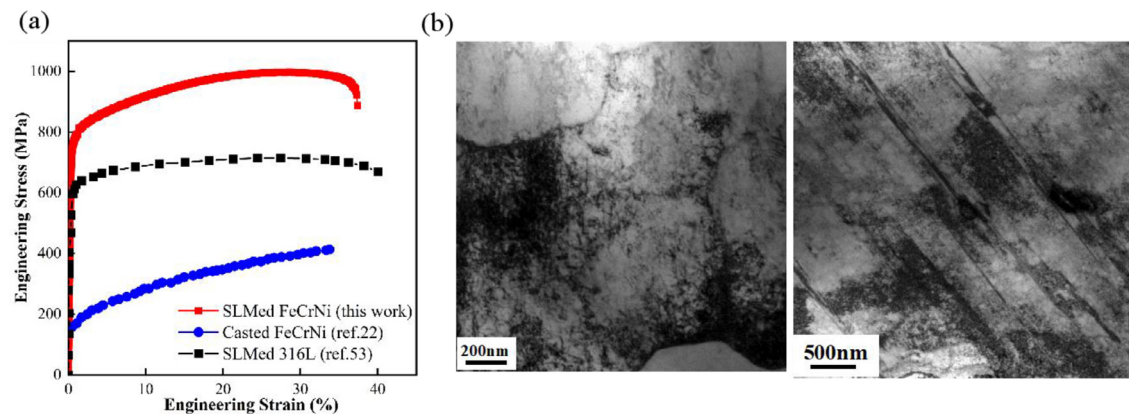 (a)
(b)
1000
800
600
400
200
0
Engineering Stress (MPa)
SLMed FeCrNi (this work)
Casted FeCrNi (ref.22)
SLMed 316L (ref.53)
0 10 20 30 40
Engineering Strain (%)
200nm
500nm